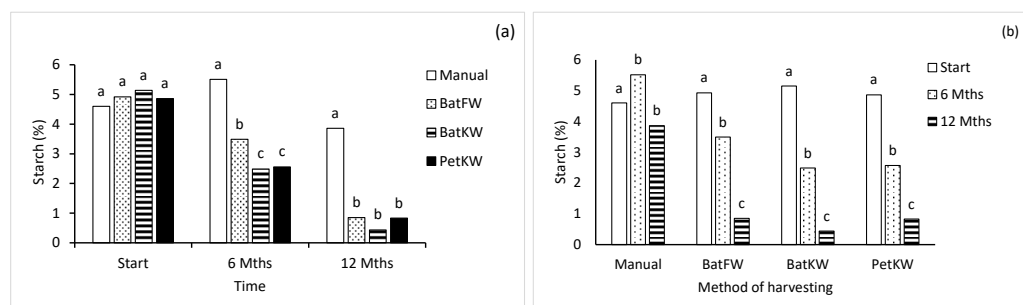 (a)
Starch (%)
6
5
4
3
2
1
0
a a a a
a b c c
a b b b
Start 6 Mths 12 Mths
Time
Manual
BatFW
BatKW
PetKW
(b)
Starch (%)
6
5
4
3
2
1
0
a b a
a b c
a b c
a b c
Manual BatFW BatKW PetKW
Method of harvesting
Start
6 Mths
12 Mths